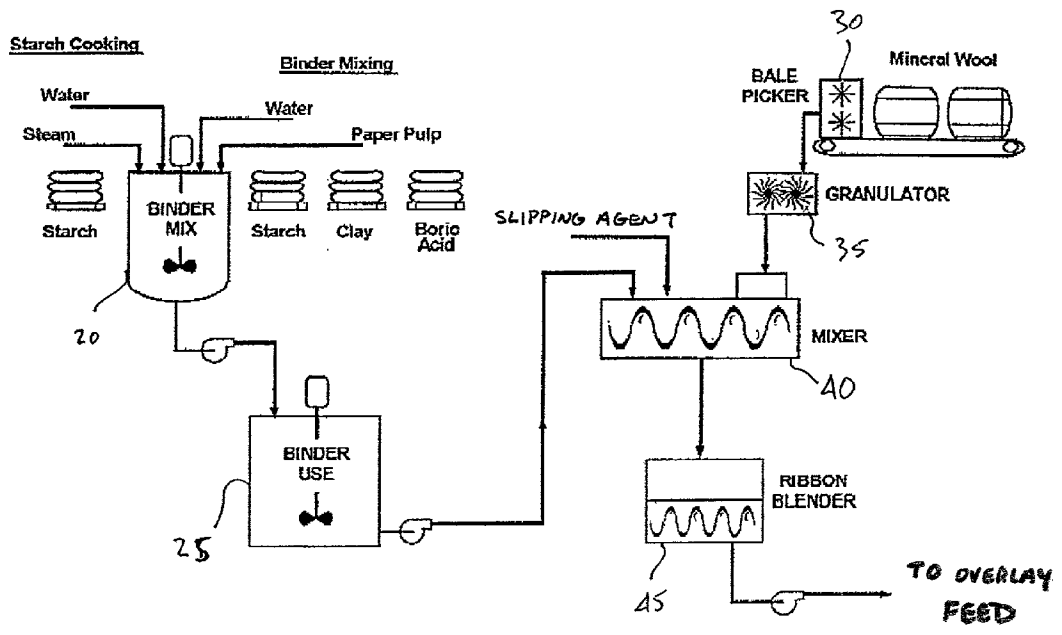 Starch Cooking
Binder Mixing
Water
Water
Steam
Paper Pulp
BINDER
MIX
Starch
Starch
Clay
Boric
Acid
20
30
Mineral Wool
BALE
PICKER
GRANULATOR
35
SLIPPING AGENT
MIXER
40
BINDER
USE
25
RIBBON
BLENDER
45
TO OVERLAY
FEED